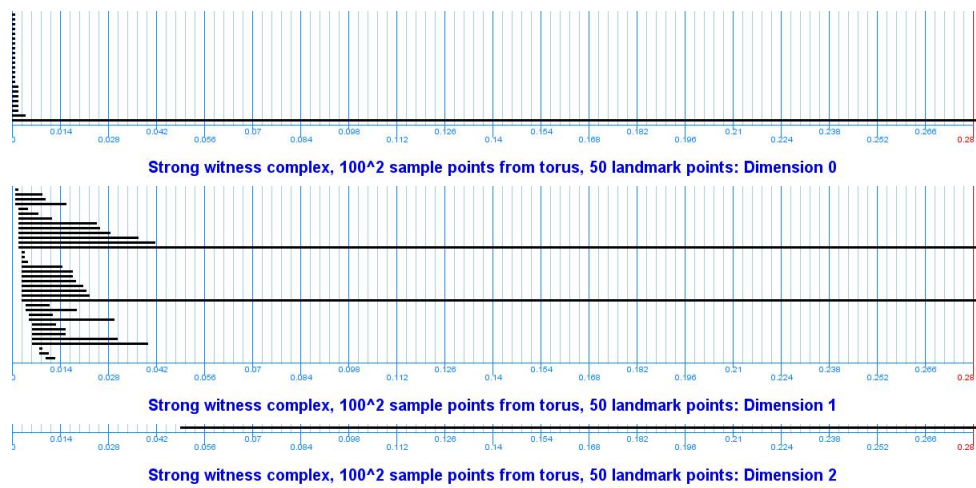 0.014 0.042 0.07 0.098 0.126 0.154 0.182 0.21 0.238 0.266
0 0.028 0.056 0.084 0.112 0.14 0.168 0.196 0.224 0.252 0.28
Strong witness complex, 100^2 sample points from torus, 50 landmark points: Dimension 0
0.014 0.042 0.07 0.098 0.126 0.154 0.182 0.21 0.238 0.266
0 0.028 0.056 0.084 0.112 0.14 0.168 0.196 0.224 0.252 0.28
Strong witness complex, 100^2 sample points from torus, 50 landmark points: Dimension 1
0.014 0.042 0.07 0.098 0.126 0.154 0.182 0.21 0.238 0.266
0 0.028 0.056 0.084 0.112 0.14 0.168 0.196 0.224 0.252 0.28
Strong witness complex, 100^2 sample points from torus, 50 landmark points: Dimension 2